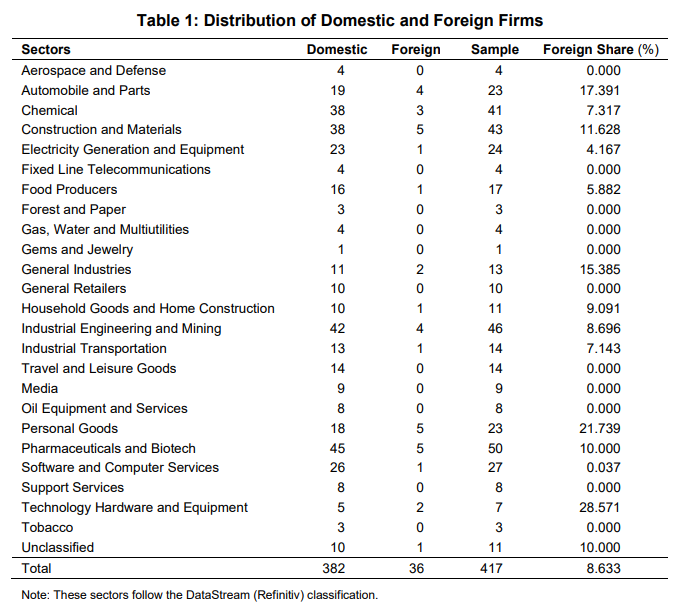 Table 1: Distribution of Domestic and Foreign Firms
Sectors Domestic Foreign Sample Foreign Share (%)
Aerospace and Defense 4 0 4 0.000
Automobile and Parts 19 4 23 17.391
Chemical 38 3 41 7.317
Construction and Materials 38 5 43 11.628
Electricity Generation and Equipment 23 1 24 4.167
Fixed Line Telecommunications 4 0 4 0.000
Food Producers 16 1 17 5.882
Forest and Paper 3 0 3 0.000
Gas, Water and Multiutilities 4 0 4 0.000
Gems and Jewelry 1 0 1 0.000
General Industries 11 2 13 15.385
General Retailers 10 0 10 0.000
Household Goods and Home Construction 10 1 11 9.091
Industrial Engineering and Mining 42 4 46 8.696
Industrial Transportation 13 1 14 7.143
Travel and Leisure Goods 14 0 14 0.000
Media 9 0 9 0.000
Oil Equipment and Services 8 0 8 0.000
Personal Goods 18 5 23 21.739
Pharmaceuticals and Biotech 45 5 50 10.000
Software and Computer Services 26 1 27 0.037
Support Services 8 0 8 0.000
Technology Hardware and Equipment 5 2 7 28.571
Tobacco 3 0 3 0.000
Unclassified 10 1 11 10.000
Total 382 36 417 8.633
Note: These sectors follow the DataStream (Refinitiv) classification.